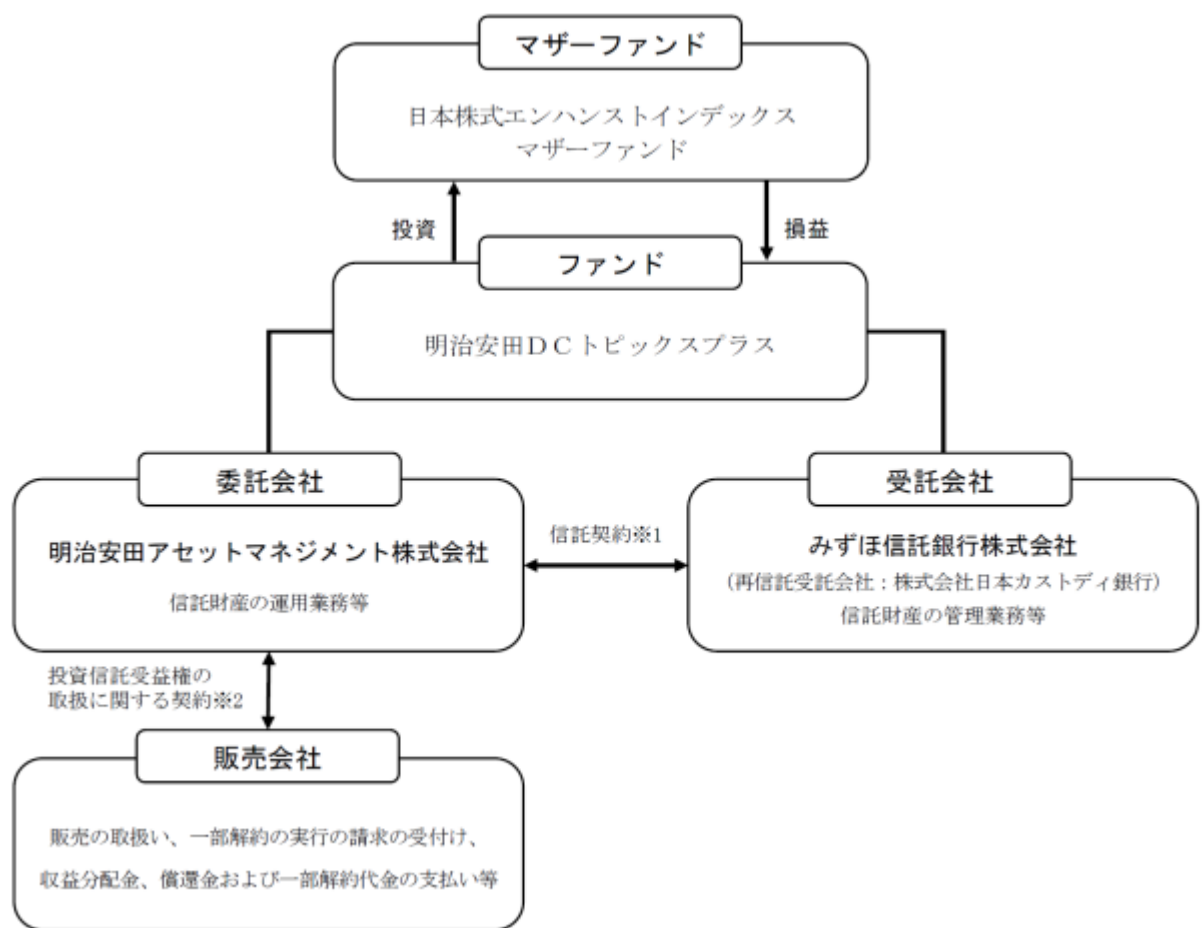 マザーファンド
日本株式エンハンストインデックス
マザーファンド
投資
損益
ファンド
明治安田DCトピックスプラス
委託会社
明治安田アセットマネジメント株式会社
信託財産の運用業務等
信託契約※1
受託会社
みずほ信託銀行株式会社
(再信託受託会社:株式会社日本カストディ銀行)
信託財産の管理業務等
投資信託受益権の
取扱に関する契約※2
販売会社
販売の取扱い、一部解約の実行の請求の受付け、
収益分配金、償還金および一部解約代金の支払い等